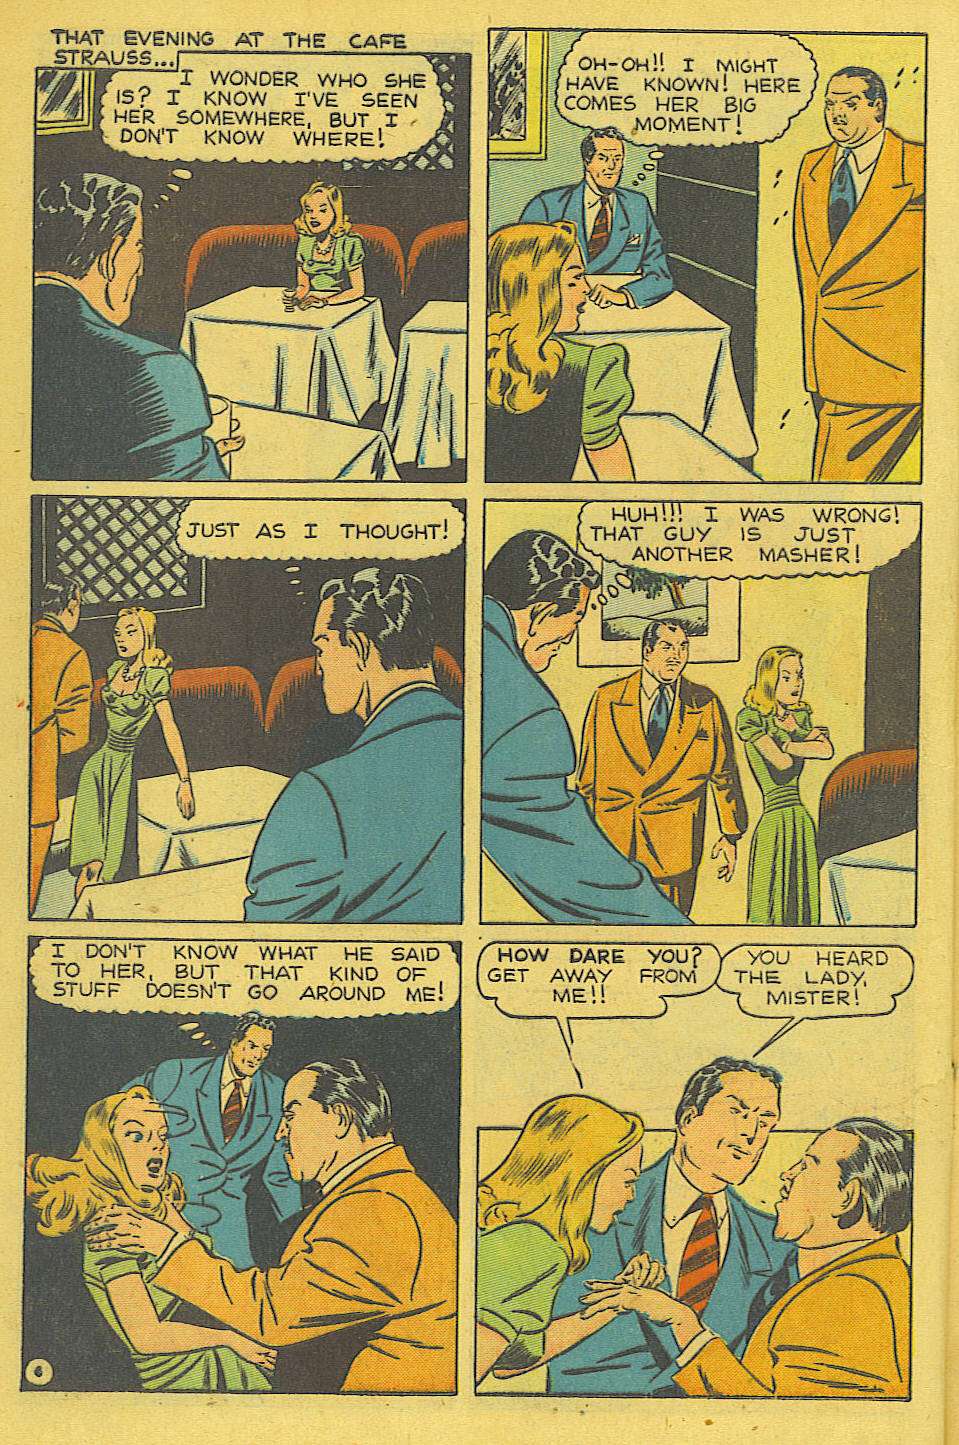 THAT EVENING AT THE CAFE
STRAUSS...
I WONDER WHO SHE
IS? I KNOW I'VE SEEN
HER SOMEWHERE, BUT I
DON'T KNOW WHERE!
OH-OH!! I MIGHT
HAVE KNOWN! HERE
COMES HER BIG
MOMENT!
JUST AS I THOUGHT!
HUH!!! I WAS WRONG!
THAT GUY IS JUST
ANOTHER MASHER!
I DON'T KNOW WHAT HE SAID
TO HER, BUT THAT KIND OF
STUFF DOESN'T GO AROUND ME!
HOW DARE YOU?
GET AWAY FROM
ME!!
YOU HEARD
THE LADY,
MISTER!